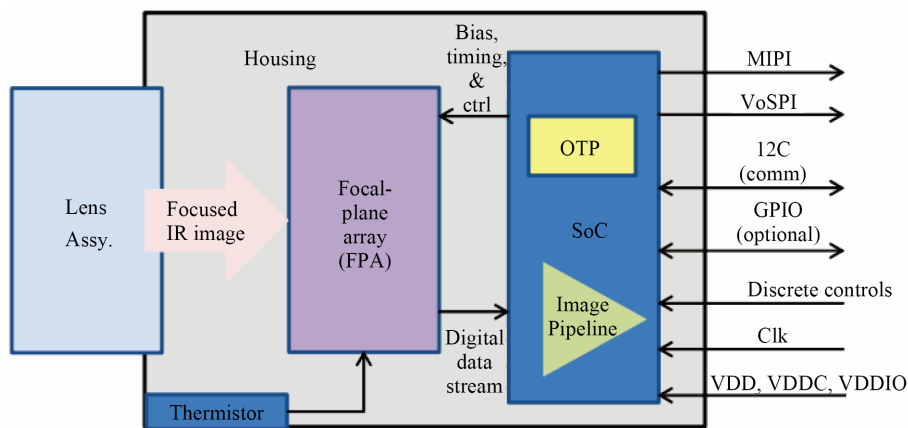 Housing
Bias,
timing,
&
ctrl
MIPI
VoSPI
12C
(comm)
GPIO
(optional)
Discrete controls
Clk
VDD, VDDC, VDDIO
Lens
Assy.
Focused
IR image
Focal-
plane
array
(FPA)
OTP
SoC
Image
Pipeline
Digital
data
stream
Thermistor